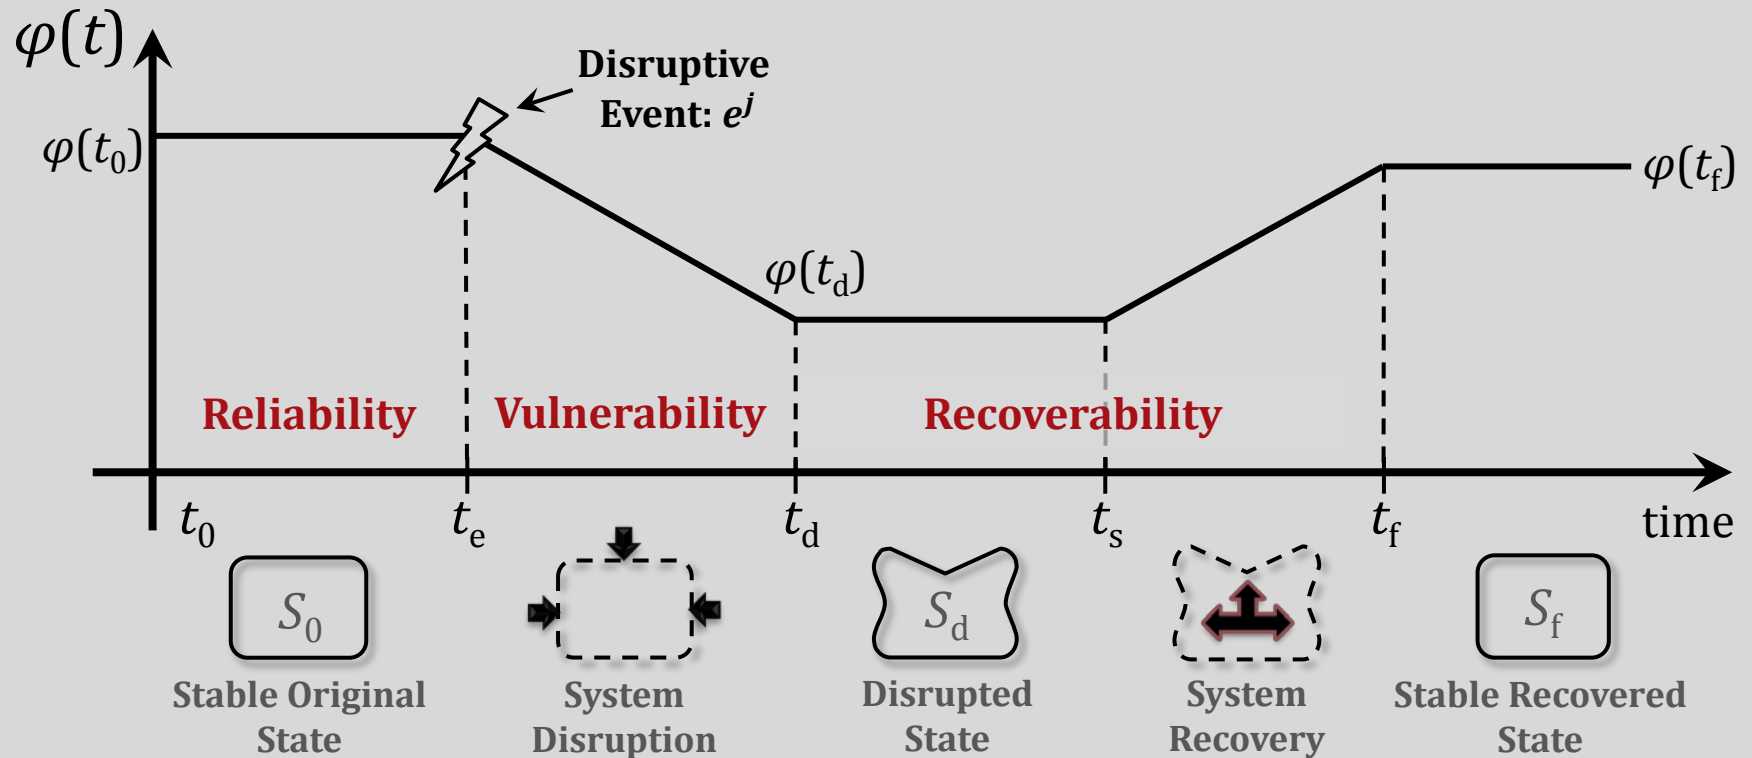 φ(t)
Disruptive
Event: eʲ
φ(t₀)
φ(t_f)
φ(t_d)
Reliability
Vulnerability
Recoverability
t₀
t_e
t_d
t_s
t_f
time
S₀
S_d
S_f
Stable Original
State
System
Disruption
Disrupted
State
System
Recovery
Stable Recovered
State